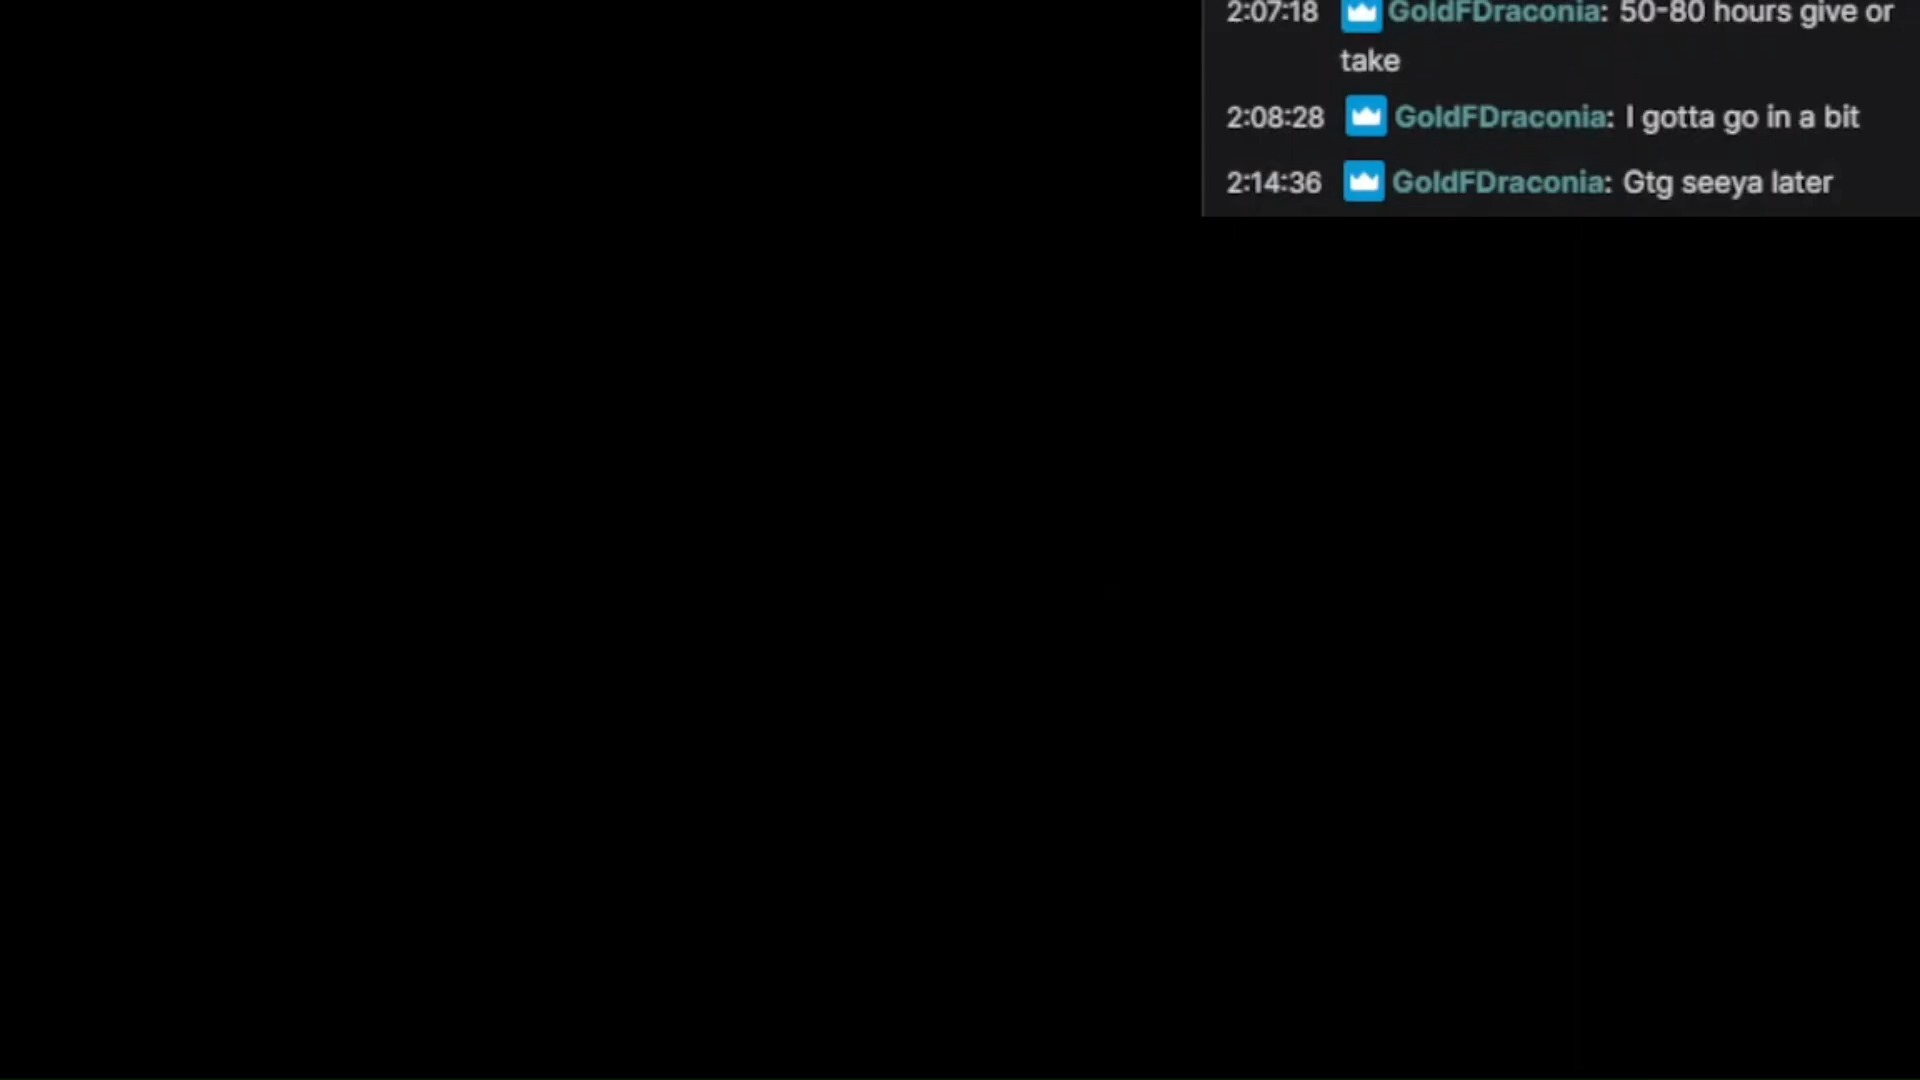 2:07:18 GoldFDraconia: 50-80 hours give or
take
2:08:28 GoldFDraconia: I gotta go in a bit
2:14:36 GoldFDraconia: Gtg seeya later